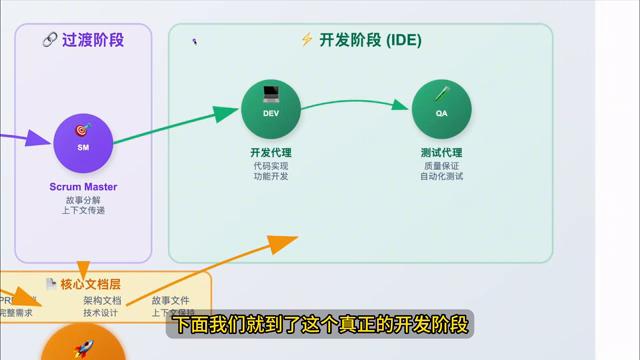 过渡阶段
开发阶段 (IDE)
SM
Scrum Master
故事分解
上下文传递
DEV
开发代理
代码实现
功能开发
QA
测试代理
质量保证
自动化测试
核心文档层
架构文档
技术设计
故事文件
上下文保持
完整需求
下面我们就到了这个真正的开发阶段